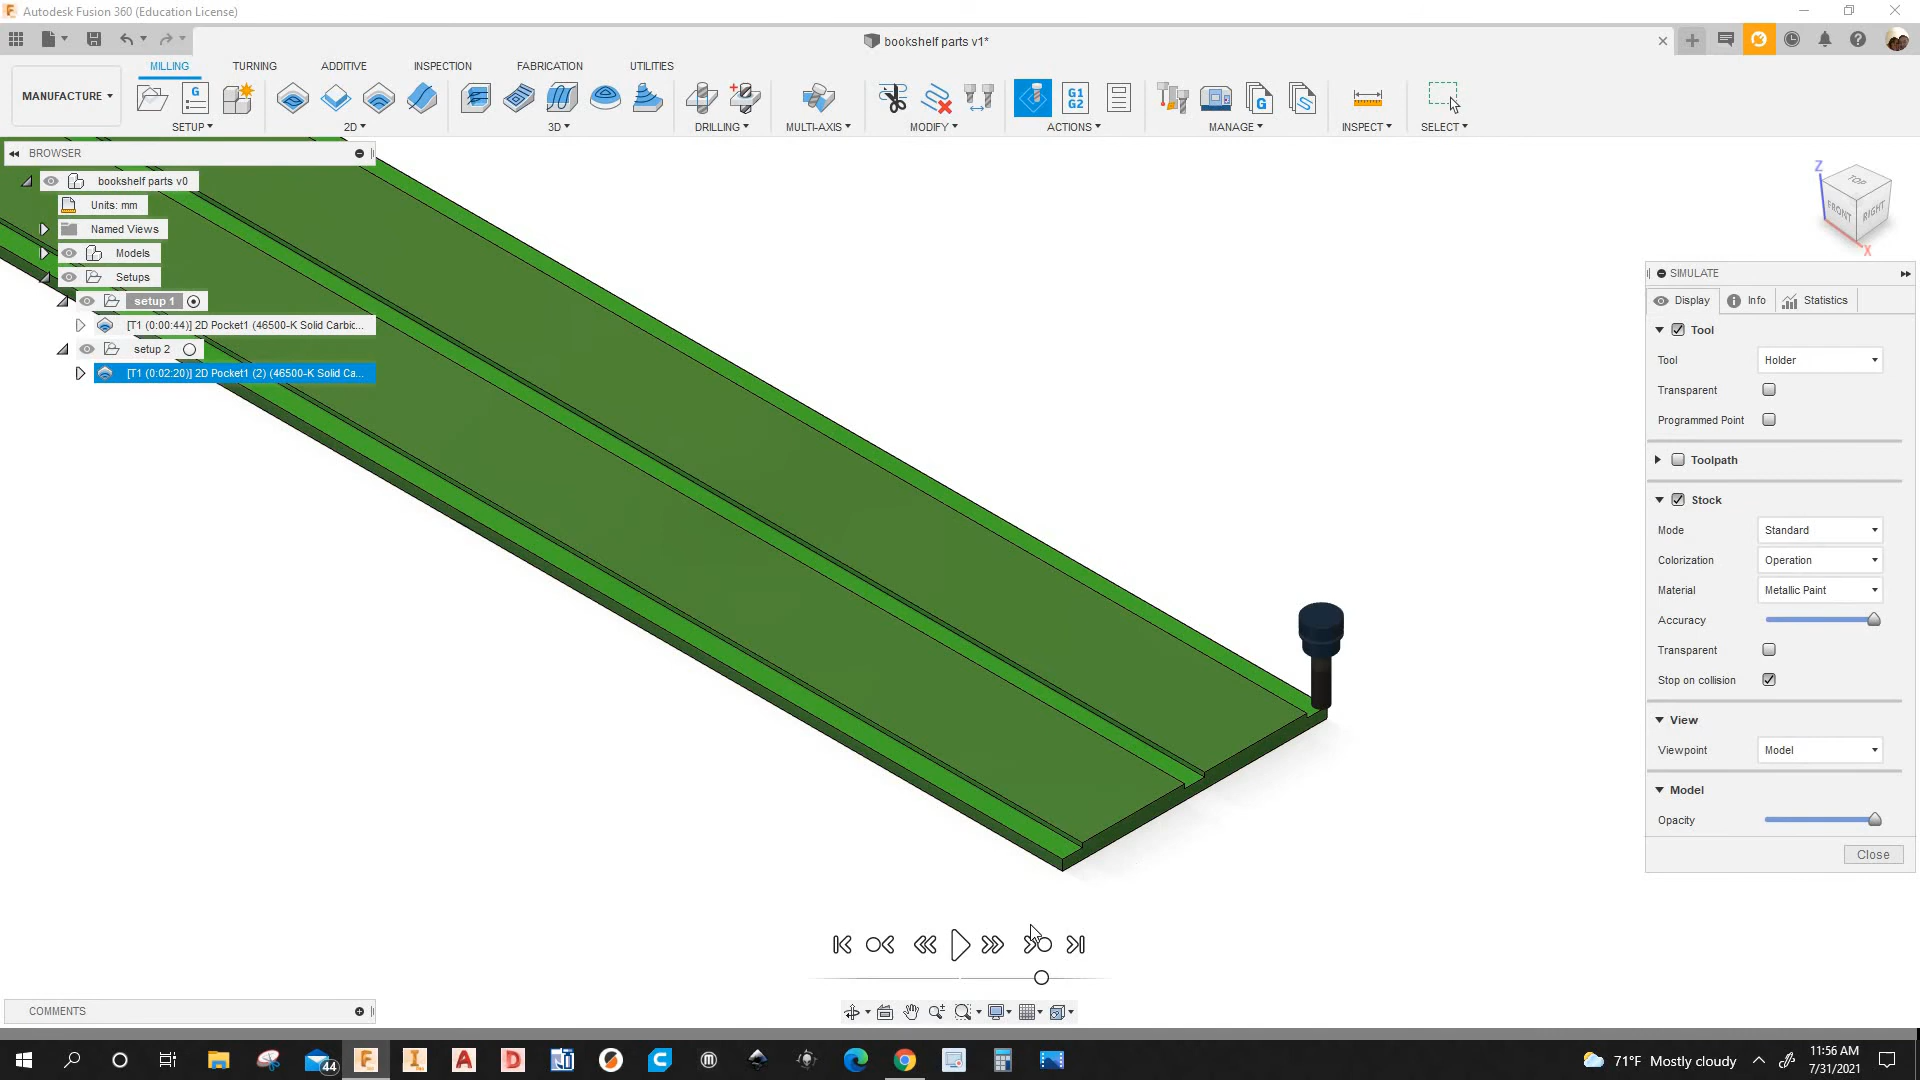 Autodesk Fusion 360 (Education License)
bookshelf parts v1*
MILLING TURNING ADDITIVE INSPECTION FABRICATION UTILITIES
MANUFACTURE
G1
G2
SETUP 2D 3D DRILLING MULTI-AXIS MODIFY ACTIONS MANAGE INSPECT SELECT
BROWSER
bookshelf parts v0
Units: mm
Named Views
Models
Setups
setup 1
[T1 (0:00:44)] 2D Pocket1 (46500-K Solid Carbic...
setup 2
[T1 (0:02:20)] 2D Pocket1 (2) (46500-K Solid Ca...
Z
TOP
FRONT
RIGHT
X
SIMULATE
Display Info Statistics
Tool
Tool Holder
Transparent
Programmed Point
Toolpath
Stock
Mode Standard
Colorization Operation
Material Metallic Paint
Accuracy
Transparent
Stop on collision
View
Viewpoint Model
Model
Opacity
Close
COMMENTS
44
71°F Mostly cloudy
11:56 AM
7/31/2021